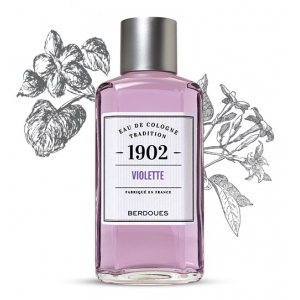 EAU DE COLOGNE
TRADITION
- 1902 -
VIOLETTE
FABRIQUÉ EN FRANCE
BERDOUES